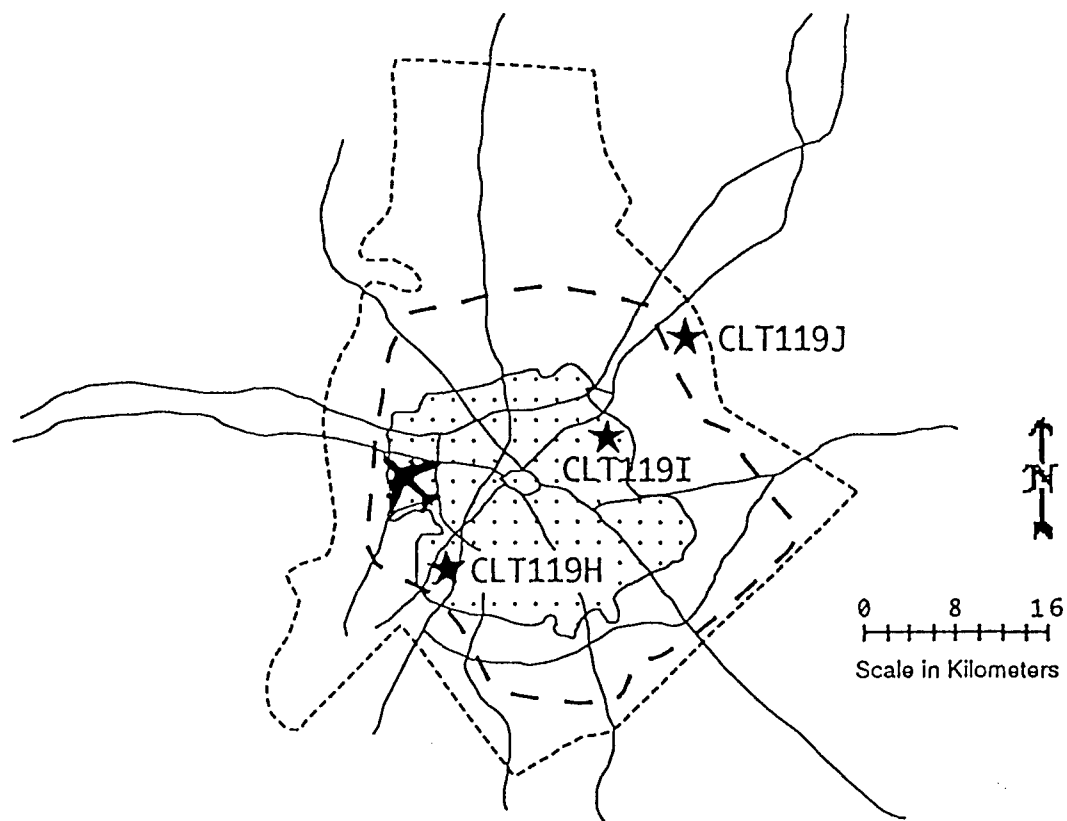 CLT119J
CLT119I
N
CLT119H
0 8 16
Scale in Kilometers